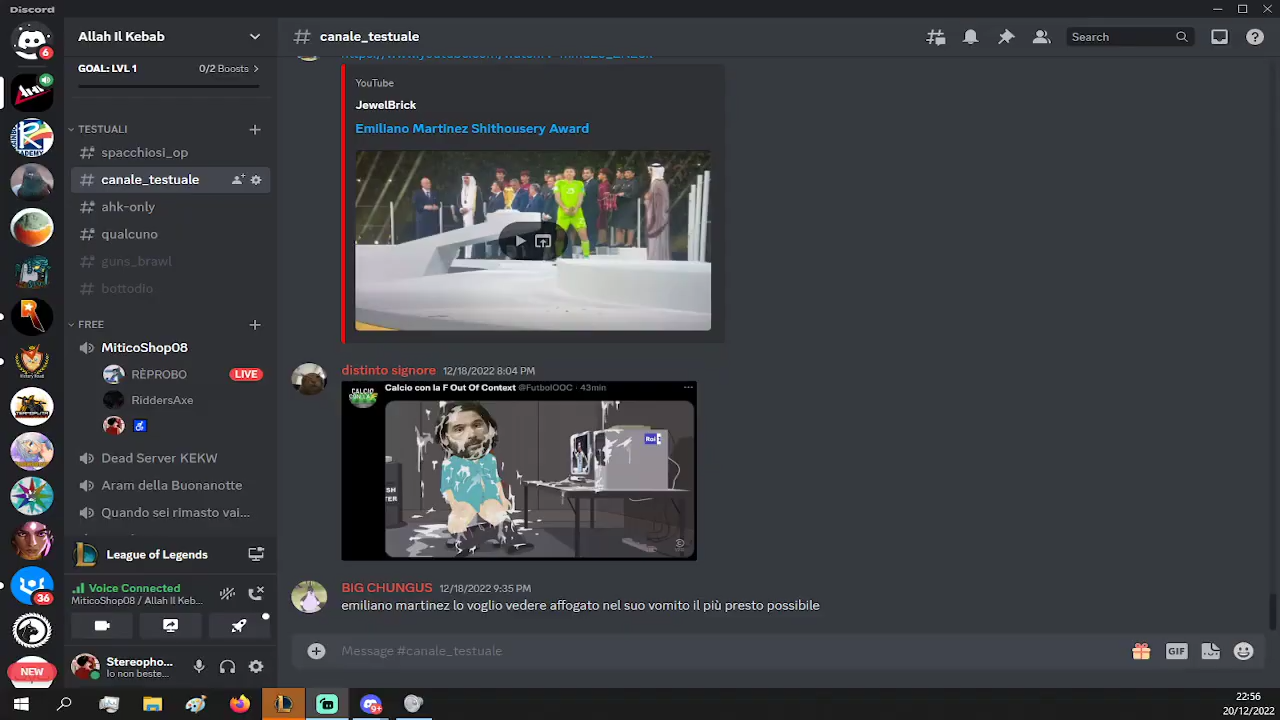 Discord
Allah Il Kebab
canale_testuale
Search
6
GOAL: LVL 1
0/2 Boosts
TESTUALI
spacchiosi_op
canale_testuale
ahk-only
qualcuno
guns_brawl
bottodio
FREE
MiticoShop08
RĒPROBO
LIVE
RiddersAxe
Dead Server KEKW
Aram della Buonanotte
Quando sei rimasto vai...
League of Legends
Voice Connected
MiticoShop08 / Allah Il Keb...
Stereopho...
Io non beste...
36
NEW
YouTube
JewelBrick
Emiliano Martinez Shithousery Award
distinto signore 12/18/2022 8:04 PM
CALCIO
Calcio con la F Out Of Context @FutbolOOC · 43min
Rai
BIG CHUNGUS 12/18/2022 9:35 PM
emiliano martinez lo voglio vedere affogato nel suo vomito il più presto possibile
Message #canale_testuale
GIF
9+
22:56
20/12/2022